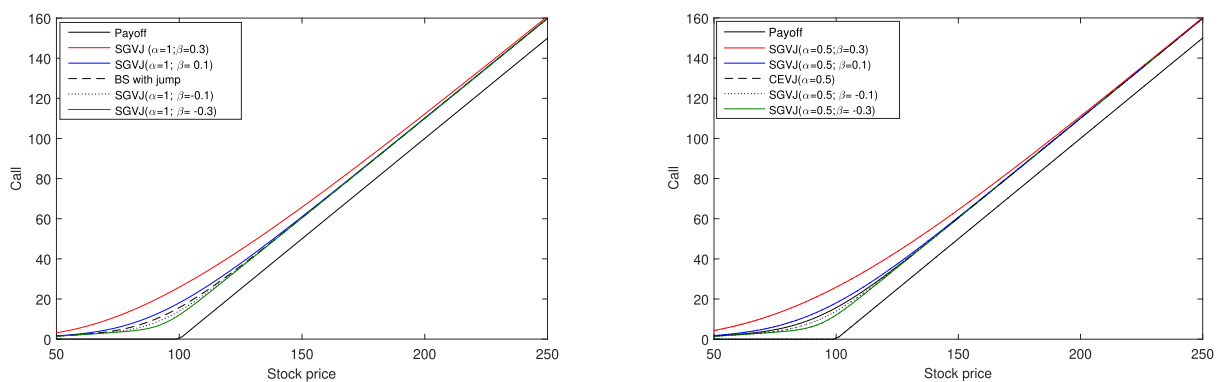 160
140
120
100
80
60
40
20
0
Call
Payoff
SGVJ (α=1;β=0.3)
SGVJ(α=1; β= 0.1)
BS with jump
SGVJ(α=1; β=-0.1)
SGVJ(α=1; β= -0.3)
50 100 150 200 250
Stock price
160
140
120
100
80
60
40
20
0
Call
Payoff
SGVJ(α=0.5;β=0.3)
SGVJ(α=0.5; β=0.1)
CEVJ(α=0.5)
SGVJ(α=0.5; β= -0.1)
SGVJ(α=0.5;β= -0.3)
50 100 150 200 250
Stock price